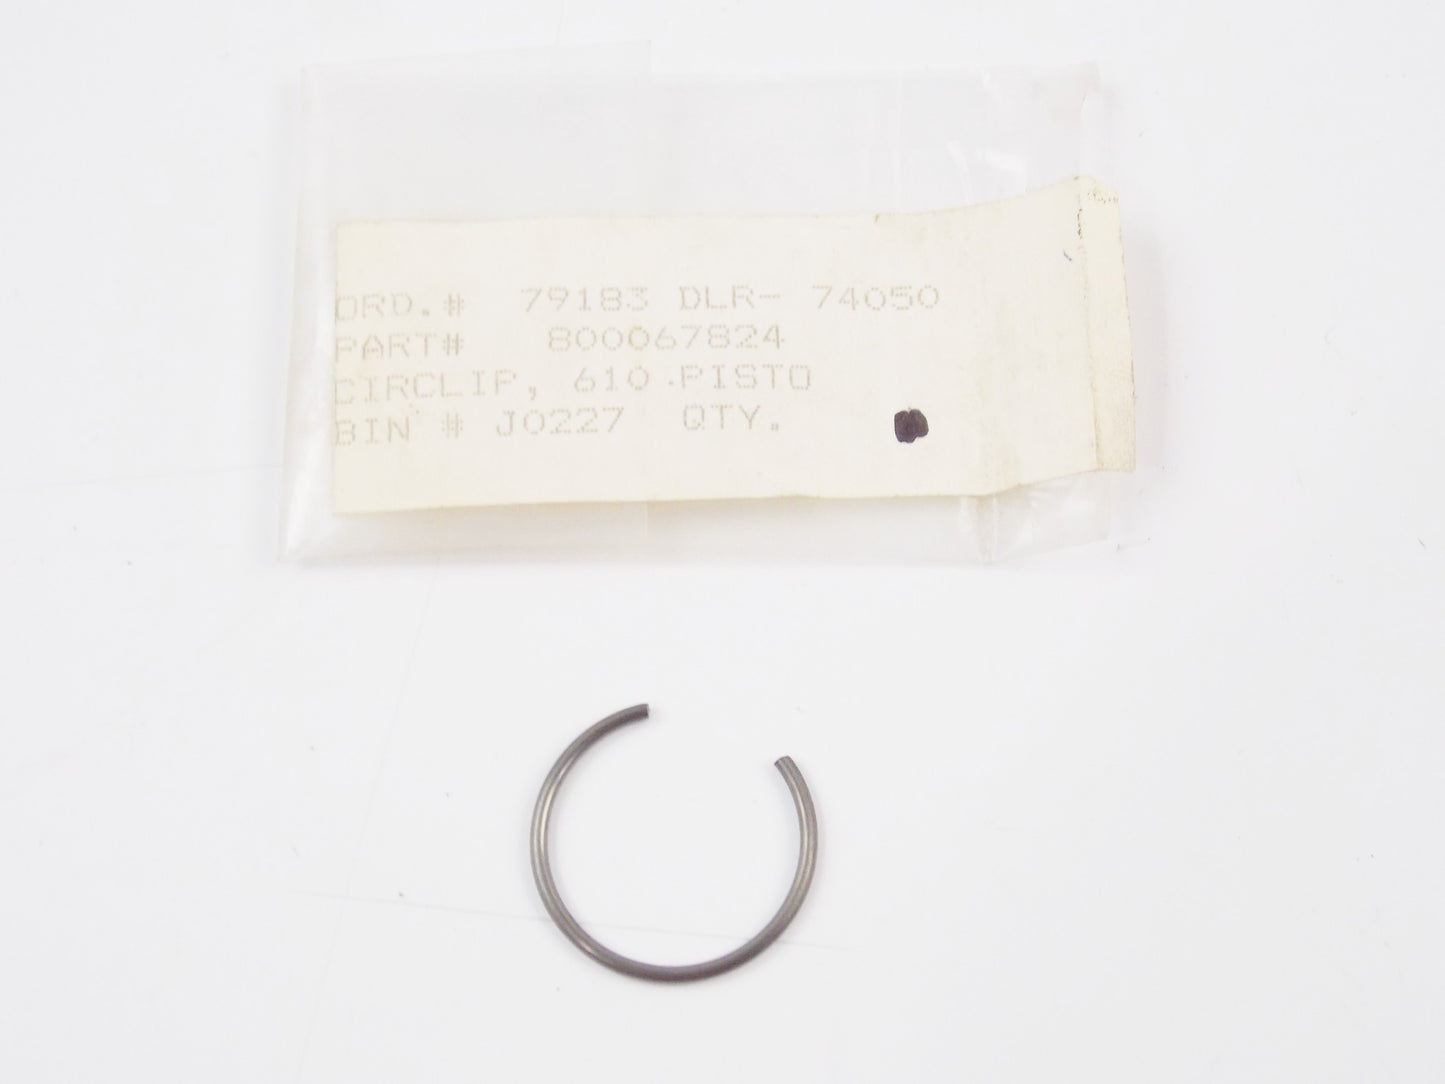 ORD.#  79183 DLR- 74050
PART#  800067824
CIRCLIP, 610 PISTO
BIN # J0227  QTY.